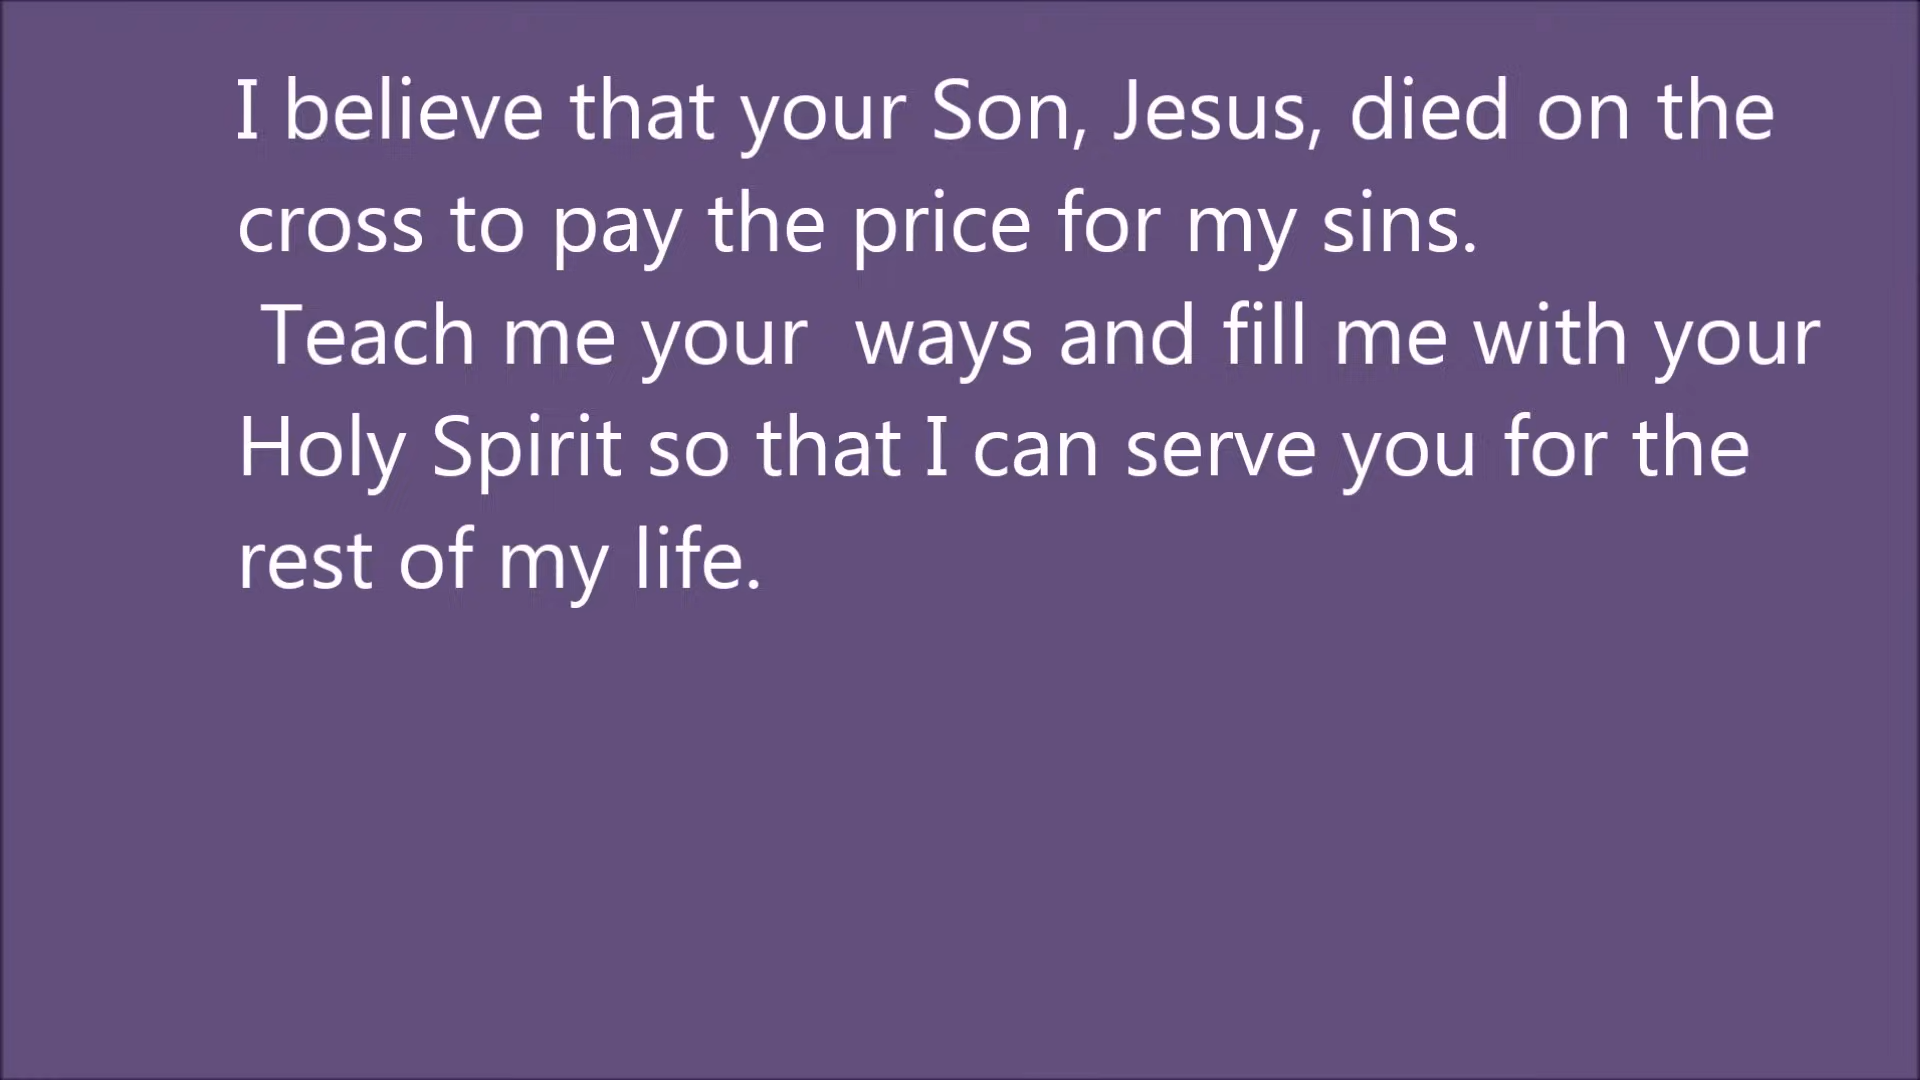 I believe that your Son, Jesus, died on the
cross to pay the price for my sins.
Teach me your  ways and fill me with your
Holy Spirit so that I can serve you for the
rest of my life.